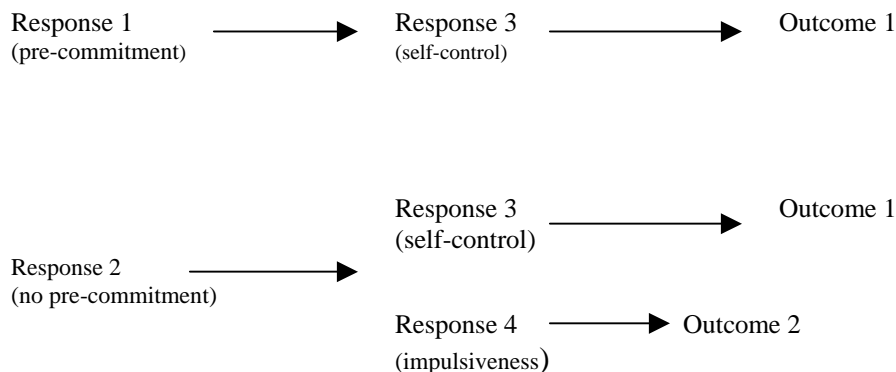 Response 1
(pre-commitment)
Response 3
(self-control)
Outcome 1
Response 3
(self-control)
Outcome 1
Response 2
(no pre-commitment)
Response 4
(impulsiveness)
Outcome 2